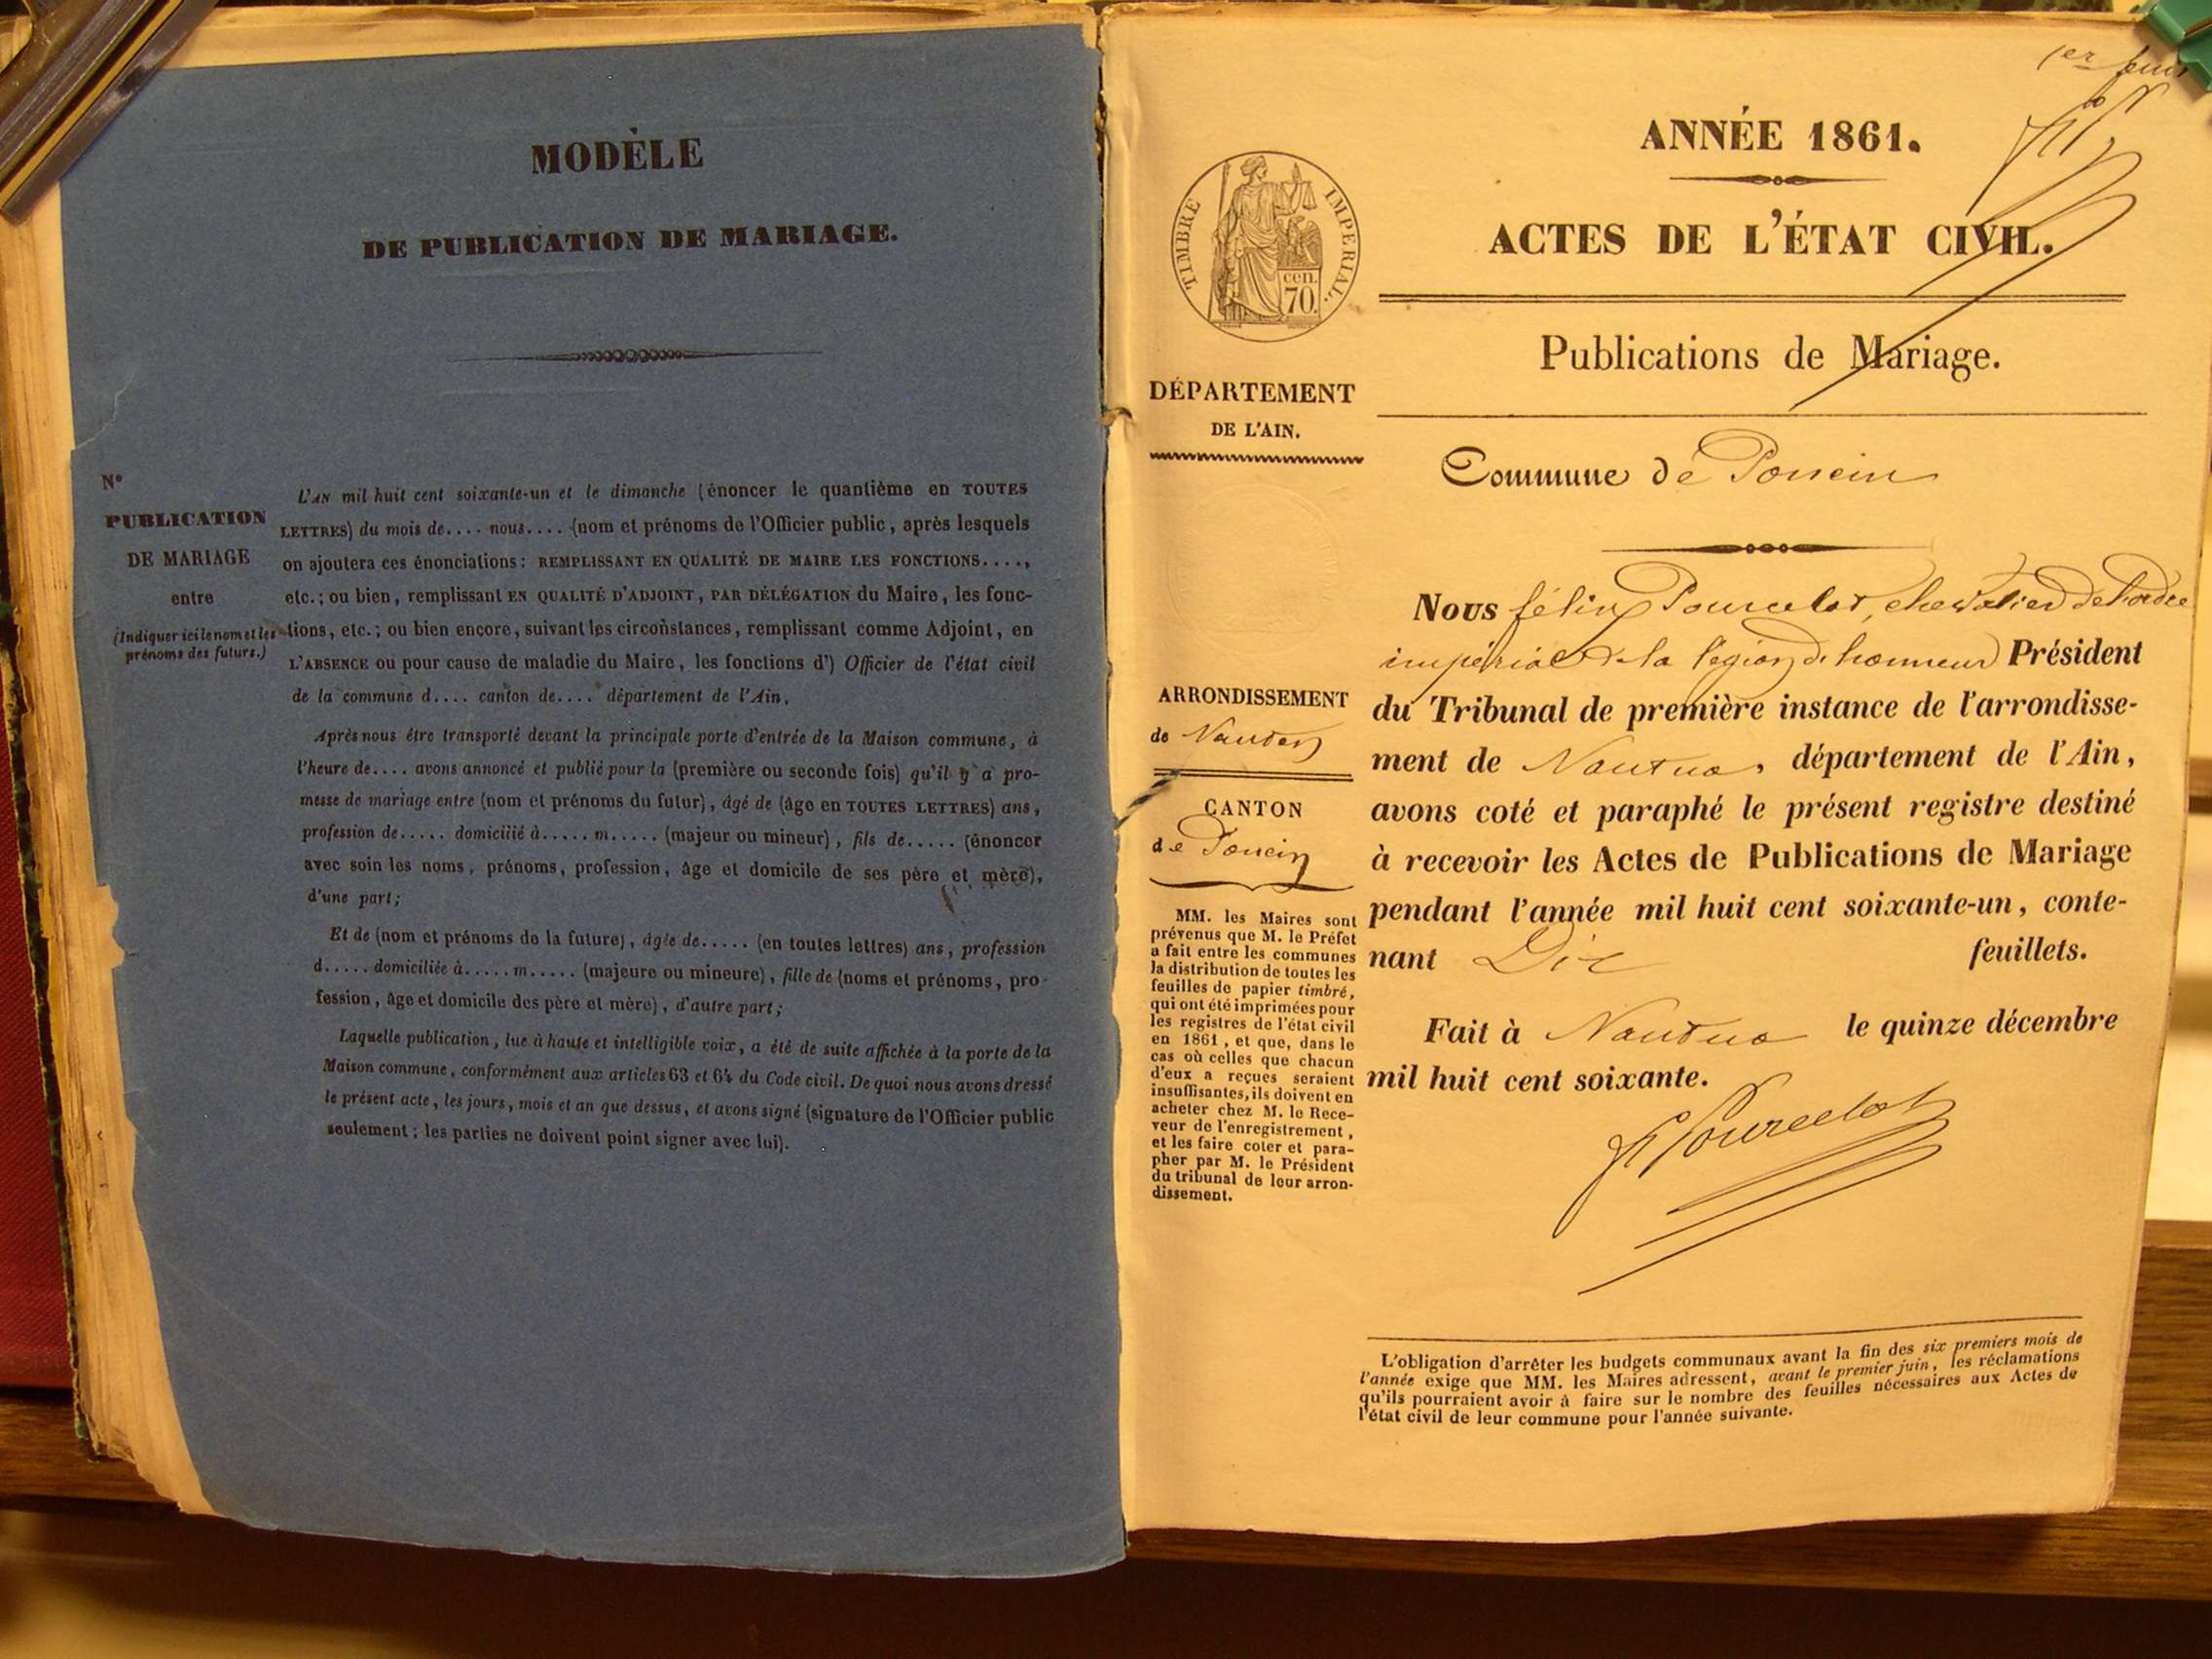 MODÈLE
DE PUBLICATION DE MARIAGE.
N°
PUBLICATION
DE MARIAGE
entre
(Indiquer ici le nom et les
prénoms des futurs.)
L'AN mil huit cent soixante-un et le dimanche (énoncer le quantième en TOUTES
LETTRES) du mois de.... nous.... (nom et prénoms de l'Officier public, après lesquels
on ajoutera ces énonciations: REMPLISSANT EN QUALITÉ DE MAIRE LES FONCTIONS....,
etc.; ou bien, remplissant EN QUALITÉ D'ADJOINT, PAR DÉLÉGATION du Maire, les fonc-
tions, etc.; ou bien encore, suivant les circonstances, remplissant comme Adjoint, en
L'ABSENCE ou pour cause de maladie du Maire, les fonctions d') Officier de l'état civil
de la commune d.... canton de.... département de l'Ain,
Après nous être transporté devant la principale porte d'entrée de la Maison commune, à
l'heure de.... avons annoncé et publié pour la (première ou seconde fois) qu'il y a pro-
messe de mariage entre (nom et prénoms du futur), âgé de (âge en TOUTES LETTRES) ans,
profession de..... domicilié à..... m..... (majeur ou mineur), fils de..... (énoncer
avec soin les noms, prénoms, profession, âge et domicile de ses père et mère),
d'une part;
Et de (nom et prénoms de la future), âgée de..... (en toutes lettres) ans, profession
d..... domiciliée à..... m..... (majeure ou mineure), fille de (noms et prénoms, pro-
fession, âge et domicile des père et mère), d'autre part;
Laquelle publication, lue à haute et intelligible voix, a été de suite affichée à la porte de la
Maison commune, conformément aux articles 63 et 64 du Code civil. De quoi nous avons dressé
le présent acte, les jours, mois et an que dessus, et avons signé (signature de l'Officier public
seulement; les parties ne doivent point signer avec lui).
1er feuil
ANNÉE 1861.
ACTES DE L'ÉTAT CIVIL.
Publications de Mariage.
TIMBRE IMPÉRIAL.
cen.
70.
DÉPARTEMENT
DE L'AIN.
Commune de Poncin
ARRONDISSEMENT
de Nantua
CANTON
de Poncin
MM. les Maires sont
prévenus que M. le Préfet
a fait entre les communes
la distribution de toutes les
feuilles de papier timbré,
qui ont été imprimées pour
les registres de l'état civil
en 1861, et que, dans le
cas où celles que chacun
d'eux a reçues seraient
insuffisantes, ils doivent en
acheter chez M. le Rece-
veur de l'enregistrement,
et les faire coter et para-
pher par M. le Président
du tribunal de leur arron-
dissement.
Nous félix Pourcelot, chevalier de l'ordre
impérial de la légion d'honneur Président
du Tribunal de première instance de l'arrondisse-
ment de Nantua, département de l'Ain,
avons coté et paraphé le présent registre destiné
à recevoir les Actes de Publications de Mariage
pendant l'année mil huit cent soixante-un, conte-
nant Dix feuillets.
Fait à Nantua le quinze décembre
mil huit cent soixante.
F Pourcelot
L'obligation d'arrêter les budgets communaux avant la fin des six premiers mois de
l'année exige que MM. les Maires adressent, avant le premier juin, les réclamations
qu'ils pourraient avoir à faire sur le nombre des feuilles nécessaires aux Actes de
l'état civil de leur commune pour l'année suivante.